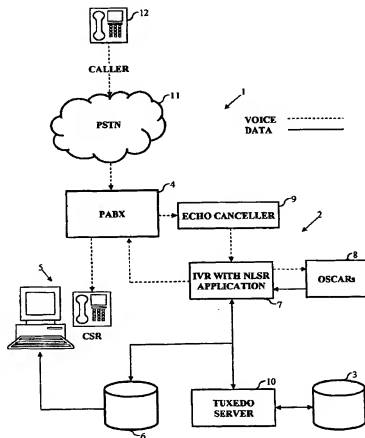 12
CALLER
11
PSTN
1
VOICE
DATA
4
PABX
9
ECHO CANCELLER
2
5
IVR WITH NLSR
APPLICATION
7
8
OSCARs
CSR
10
TUXEDO
SERVER
3
6